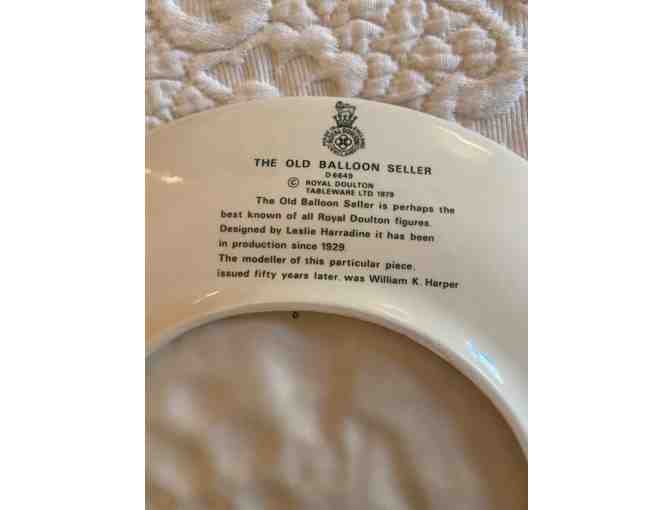 THE OLD BALLOON SELLER
D 6649
© ROYAL DOULTON
TABLEWARE LTD 1979
The Old Balloon Seller is perhaps the
best known of all Royal Doulton figures.
Designed by Leslie Harradine it has been
in production since 1929.
The modeller of this particular piece,
issued fifty years later, was William K. Harper